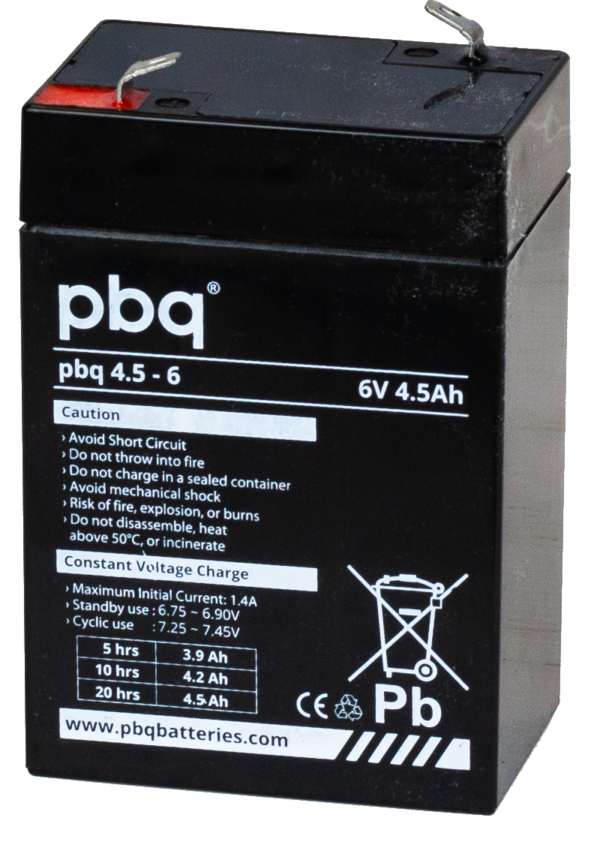 pbq®
pbq 4.5 - 6
6V 4.5Ah
Caution
› Avoid Short Circuit
› Do not throw into fire
› Do not charge in a sealed container
› Avoid mechanical shock
› Risk of fire, explosion, or burns
› Do not disassemble, heat
above 50°C, or incinerate
Constant Voltage Charge
› Maximum Initial Current: 1.4A
› Standby use : 6.75 ~ 6.90V
› Cyclic use : 7.25 ~ 7.45V
5 hrs 3.9 Ah
10 hrs 4.2 Ah
20 hrs 4.5 Ah
CE Pb
www.pbqbatteries.com